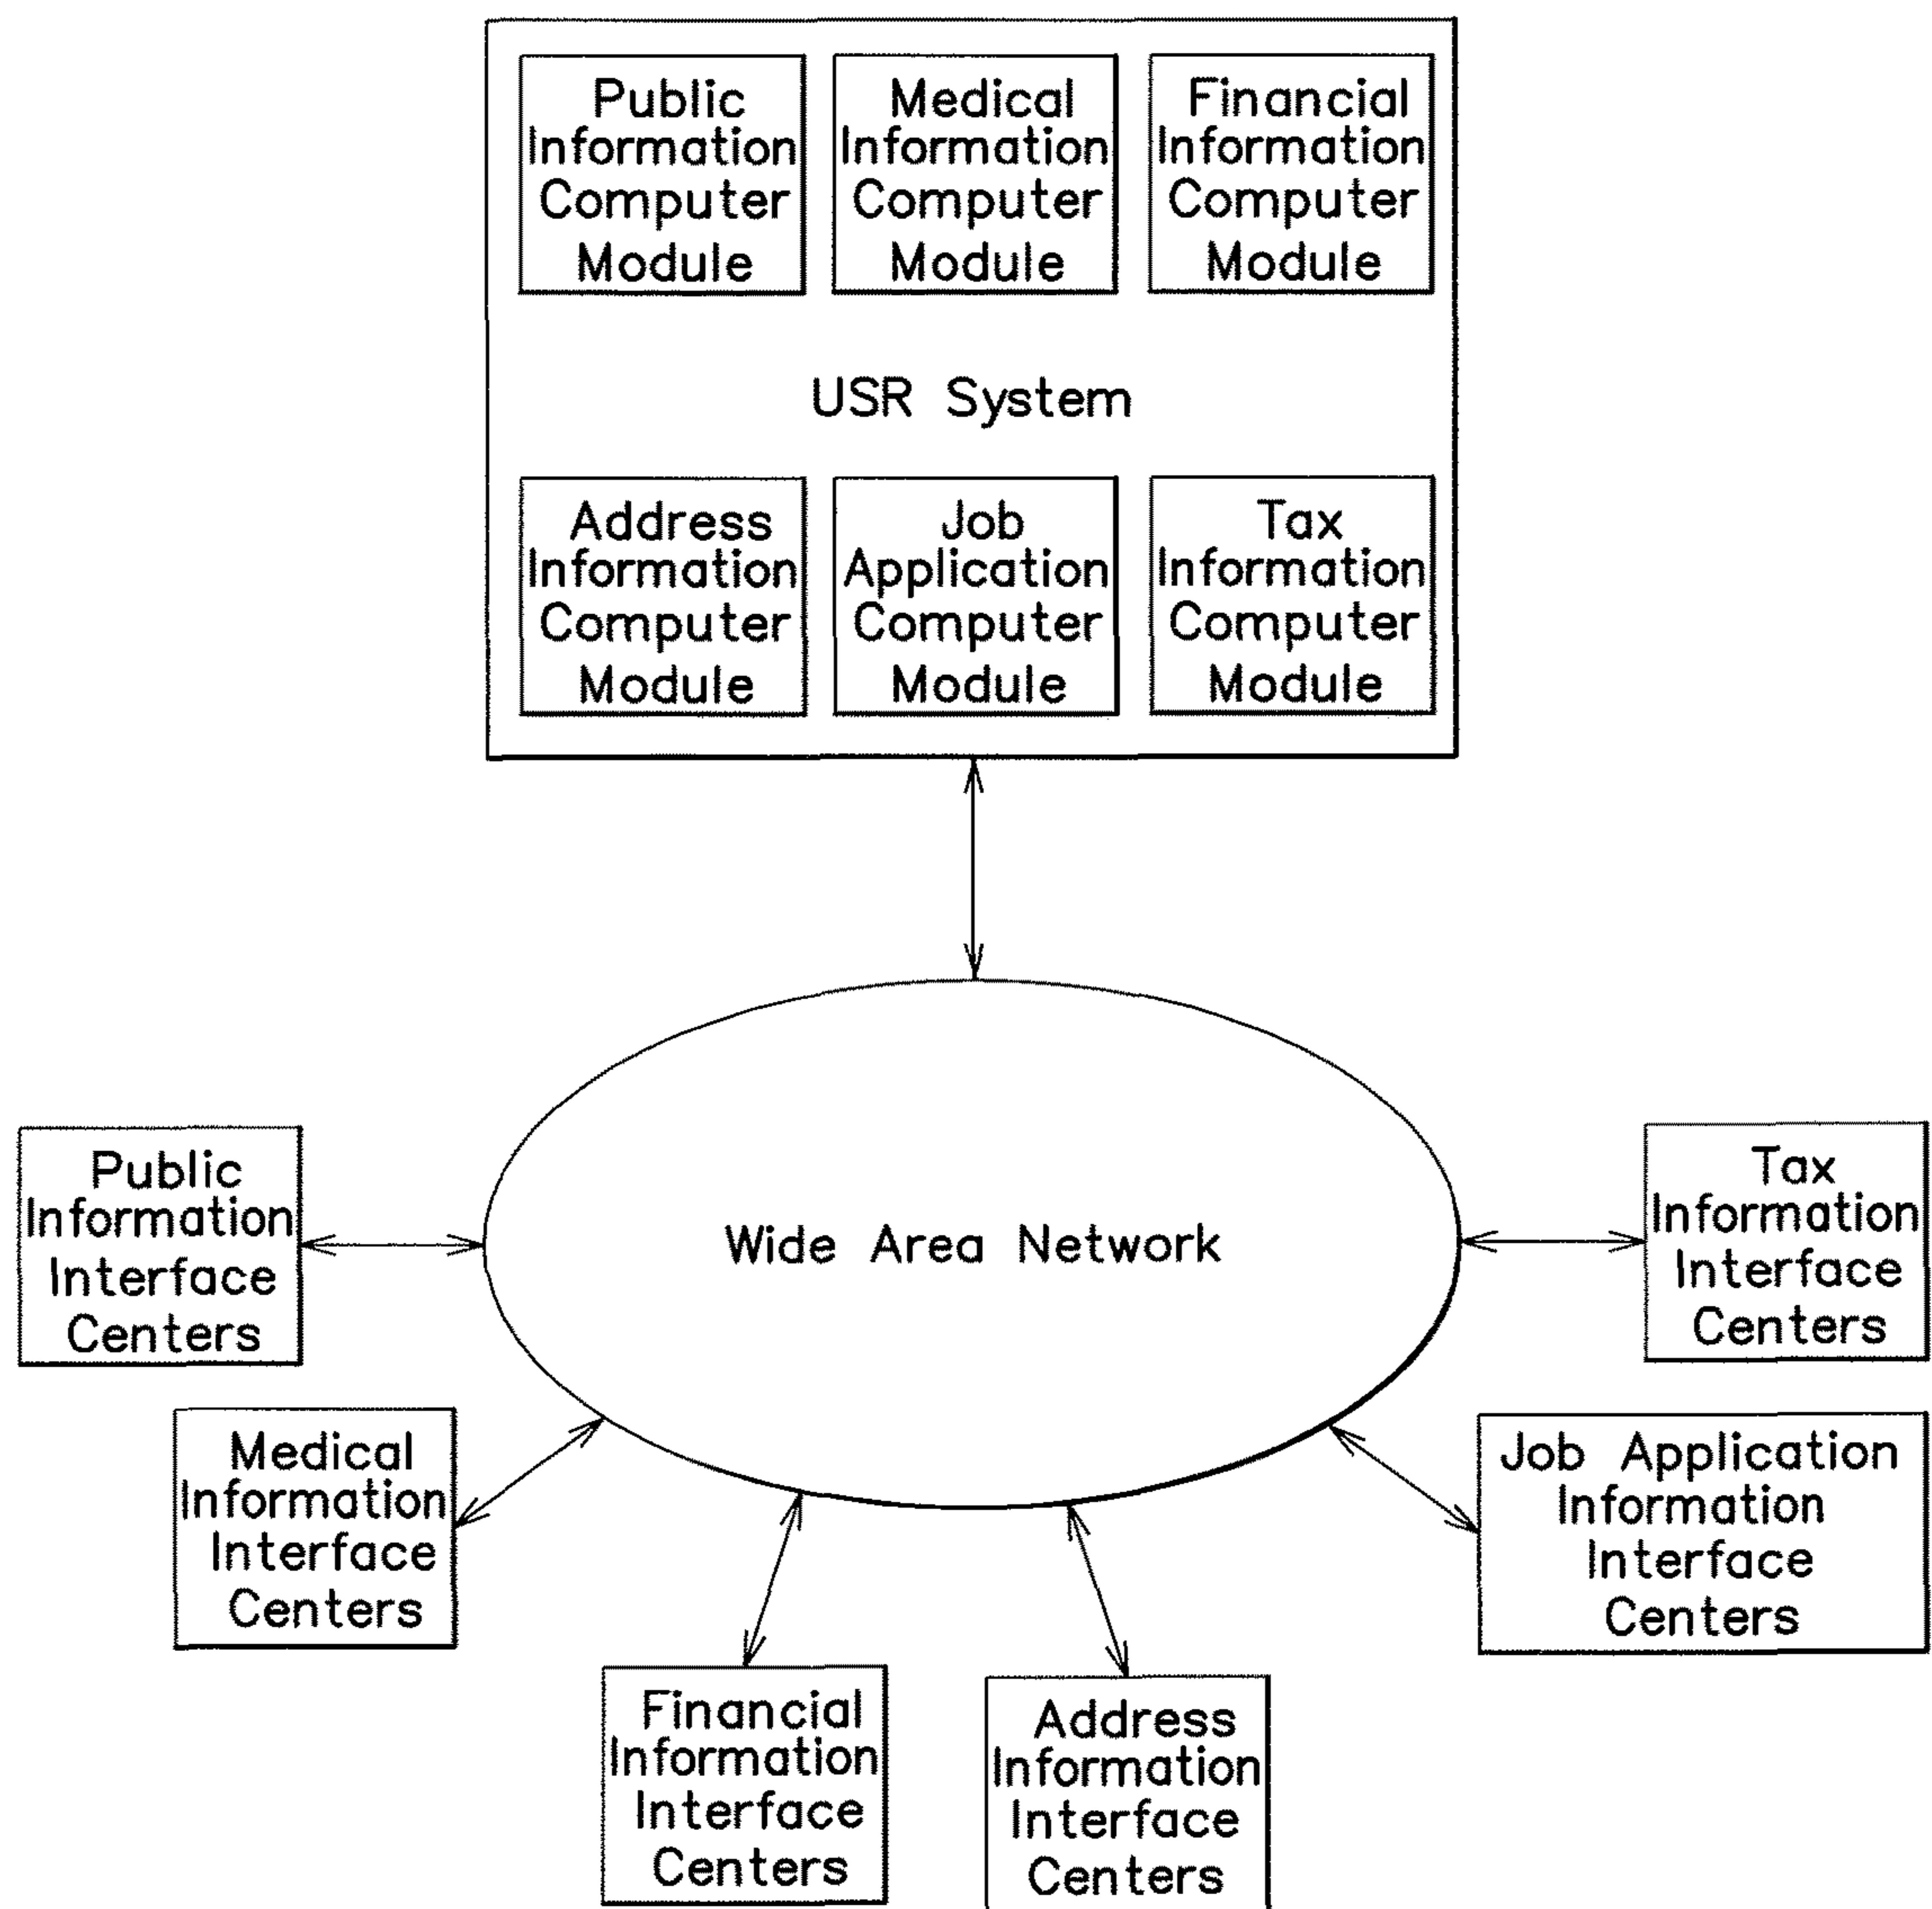 Public
Information
Computer
Module
Medical
Information
Computer
Module
Financial
Information
Computer
Module
USR System
Address
Information
Computer
Module
Job
Application
Computer
Module
Tax
Information
Computer
Module
Wide Area Network
Public
Information
Interface
Centers
Tax
Information
Interface
Centers
Medical
Information
Interface
Centers
Job Application
Information
Interface
Centers
Financial
Information
Interface
Centers
Address
Information
Interface
Centers